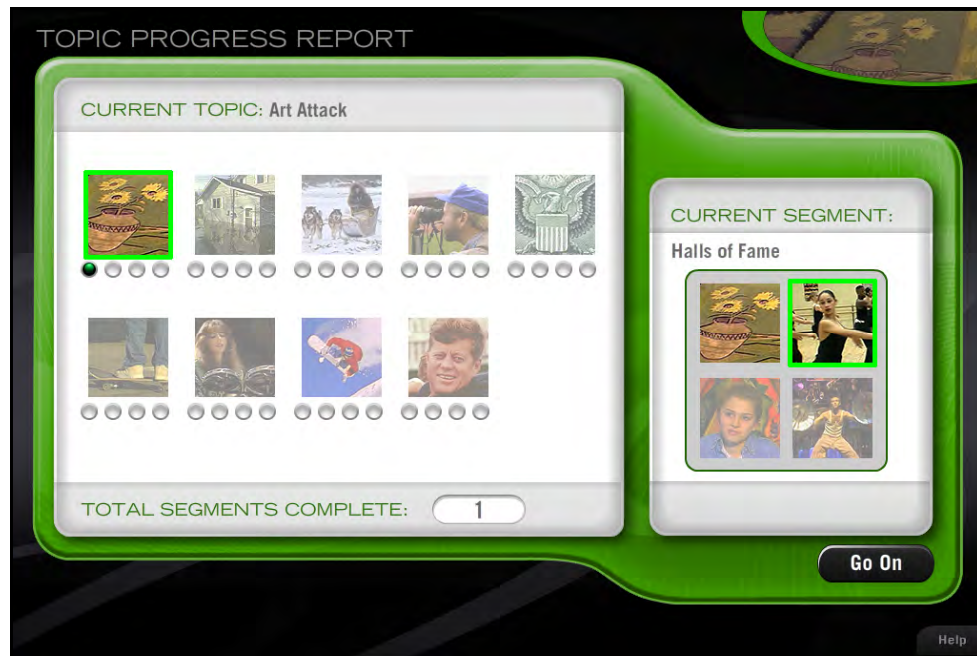 TOPIC PROGRESS REPORT
CURRENT TOPIC: Art Attack
CURRENT SEGMENT:
Halls of Fame
TOTAL SEGMENTS COMPLETE: 1
Go On
Help